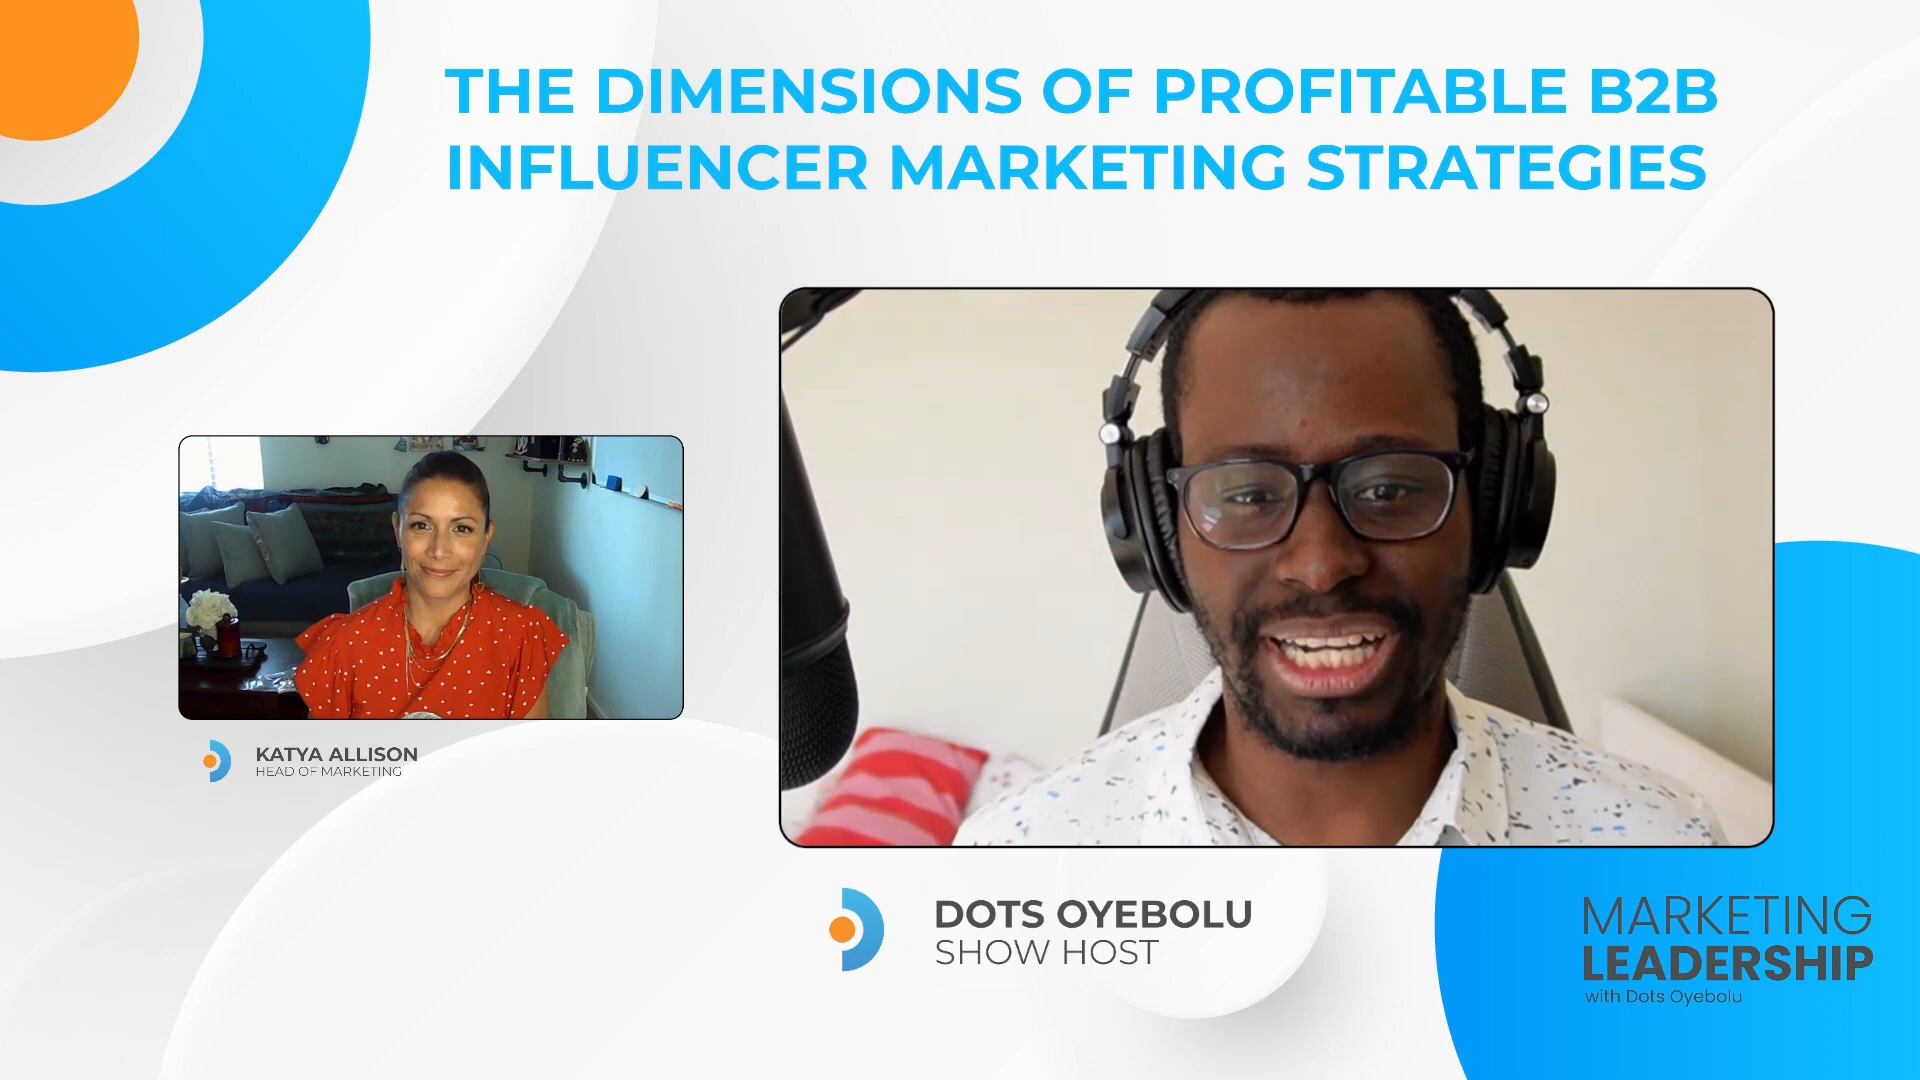 THE DIMENSIONS OF PROFITABLE B2B
INFLUENCER MARKETING STRATEGIES
KATYA ALLISON
HEAD OF MARKETING
DOTS OYEBOLU
SHOW HOST
MARKETING
LEADERSHIP
with Dots Oyebolu